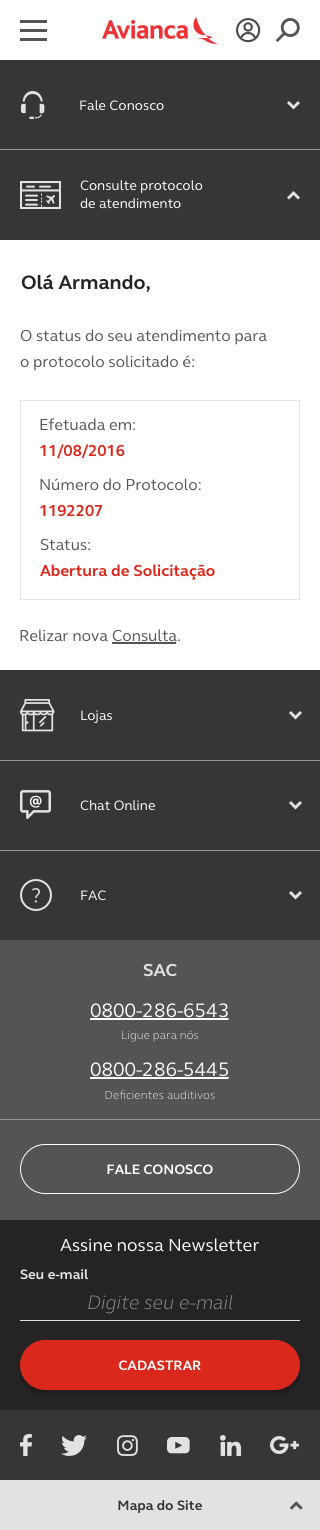 Avianca
Fale Conosco
Consulte protocolo
de atendimento
Olá Armando,
O status do seu atendimento para
o protocolo solicitado é:
Efetuada em:
11/08/2016
Número do Protocolo:
1192207
Status:
Abertura de Solicitação
Relizar nova Consulta.
Lojas
Chat Online
FAC
SAC
0800-286-6543
Ligue para nós
0800-286-5445
Deficientes auditivos
FALE CONOSCO
Assine nossa Newsletter
Seu e-mail
Digite seu e-mail
CADASTRAR
Mapa do Site